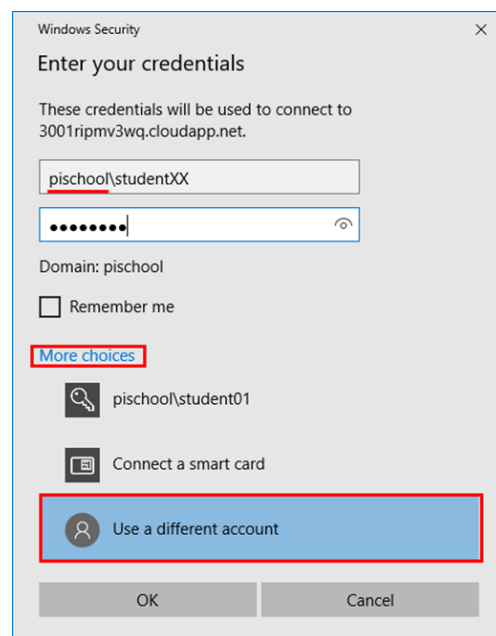 Windows Security
Enter your credentials
These credentials will be used to connect to
3001ripmv3wq.cloudapp.net.
pischool\studentXX
••••••••
Domain: pischool
Remember me
More choices
pischool\student01
Connect a smart card
Use a different account
OK Cancel